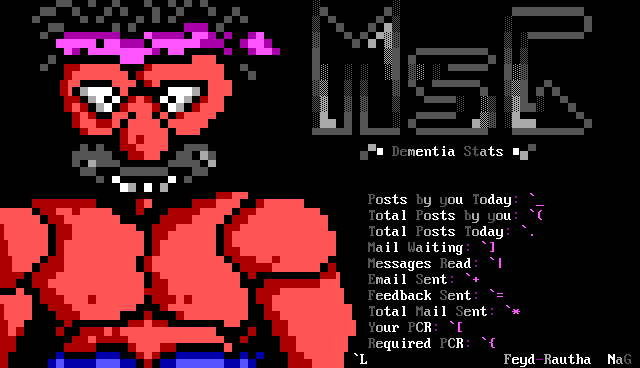 MsC
Dementia Stats
Posts by you Today: `_
Total Posts by you: `(
Total Posts Today: `.
Mail Waiting: `]
Messages Read: `|
Email Sent: `+
Feedback Sent: `=
Total Mail Sent: `*
Your PCR: `[
Required PCR: `{
`L Feyd-Rautha NaG